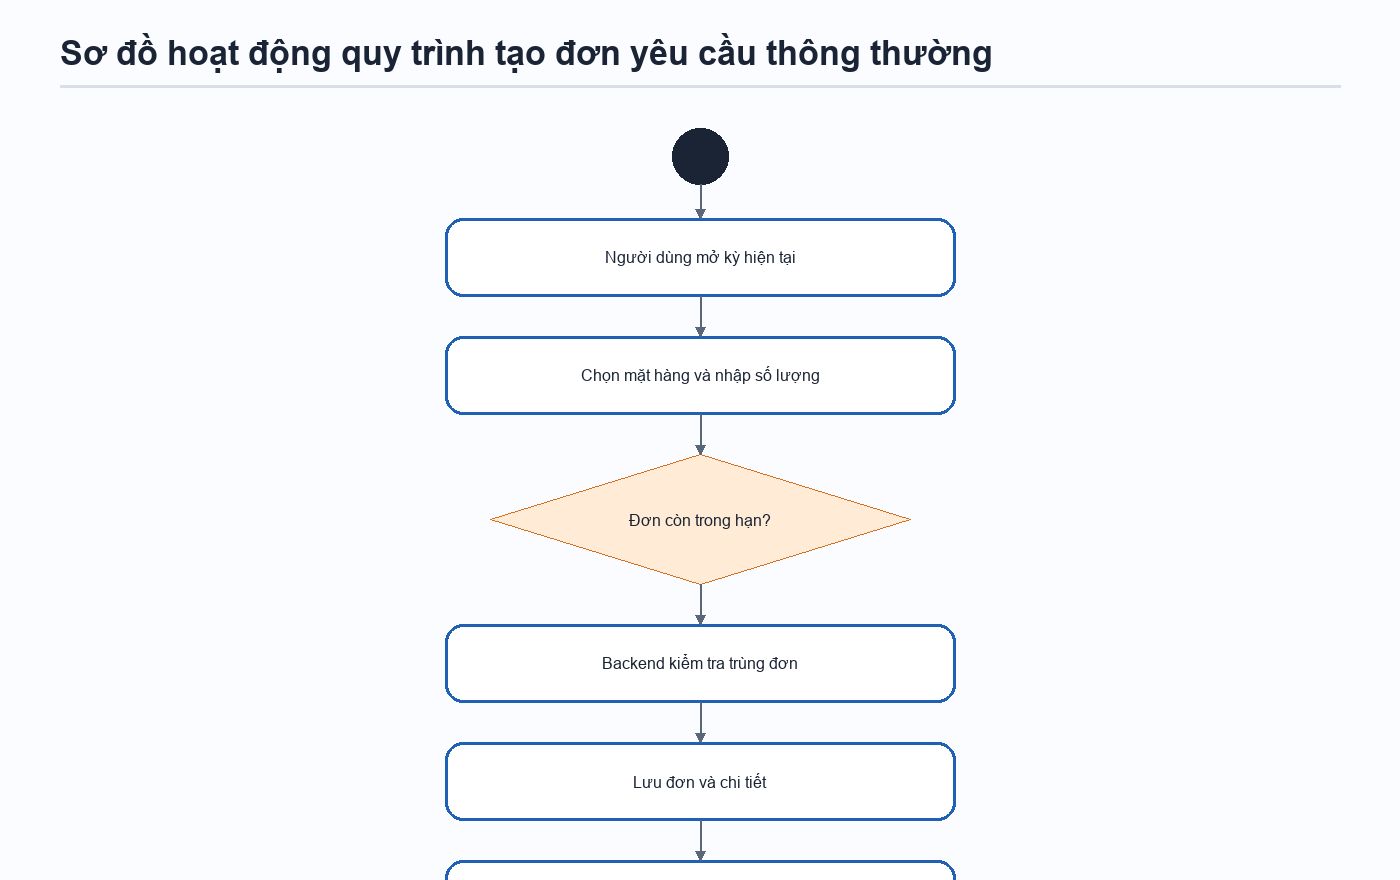 Sơ đồ hoạt động quy trình tạo đơn yêu cầu thông thường
Người dùng mở kỳ hiện tại
Chọn mặt hàng và nhập số lượng
Đơn còn trong hạn?
Backend kiểm tra trùng đơn
Lưu đơn và chi tiết